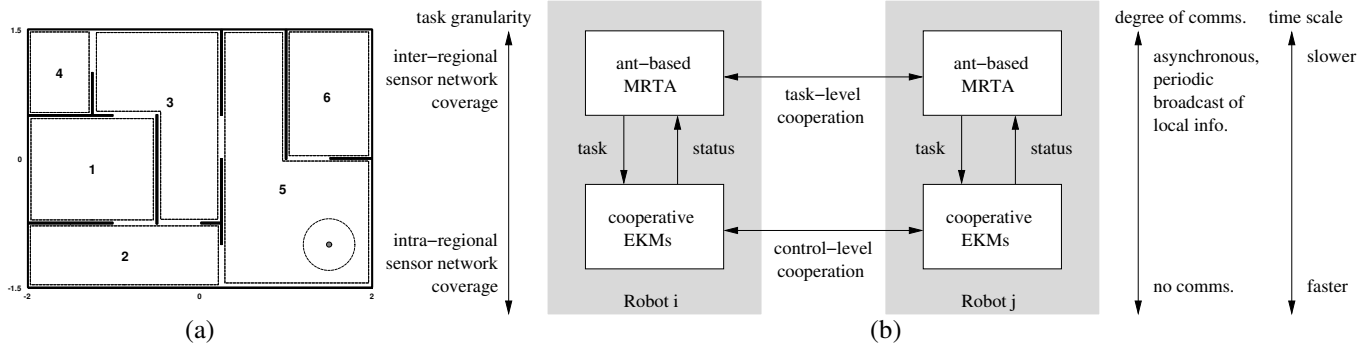 1.5
0
-1.5
-2
0
2
4
3
6
1
5
2
(a)
task granularity
inter−regional
sensor network
coverage
intra−regional
sensor network
coverage
ant−based
MRTA
task
status
cooperative
EKMs
Robot i
task−level
cooperation
control−level
cooperation
ant−based
MRTA
task
status
cooperative
EKMs
Robot j
(b)
degree of comms.
asynchronous,
periodic
broadcast of
local info.
no comms.
time scale
slower
faster